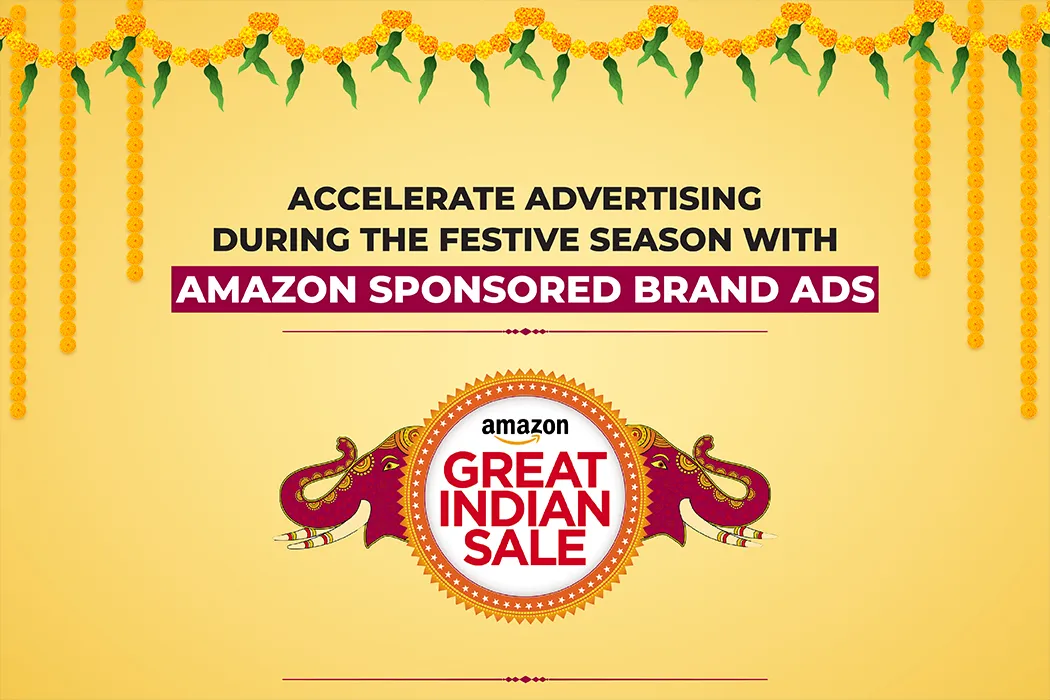 ACCELERATE ADVERTISING
DURING THE FESTIVE SEASON WITH
AMAZON SPONSORED BRAND ADS
amazon
GREAT
INDIAN
SALE